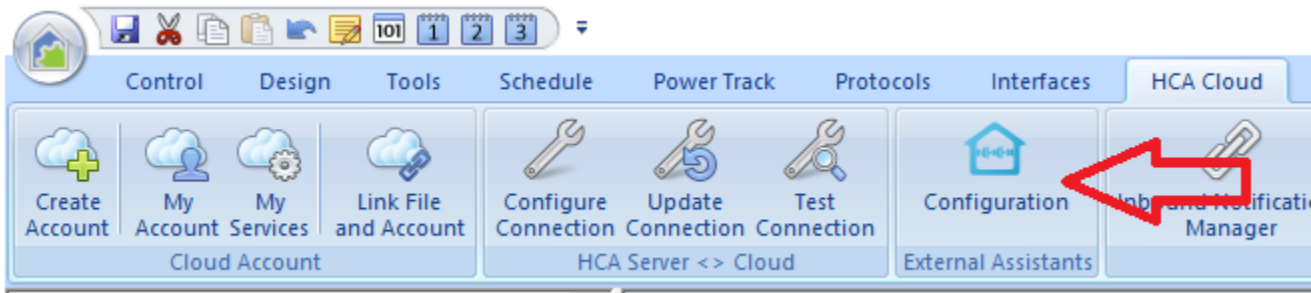 101 1 2 3
Control Design Tools Schedule Power Track Protocols Interfaces HCA Cloud
Create Account
My Account
My Services
Link File and Account
Configure Connection
Update Connection
Test Connection
Configuration
Manager
Cloud Account
HCA Server <> Cloud
External Assistants